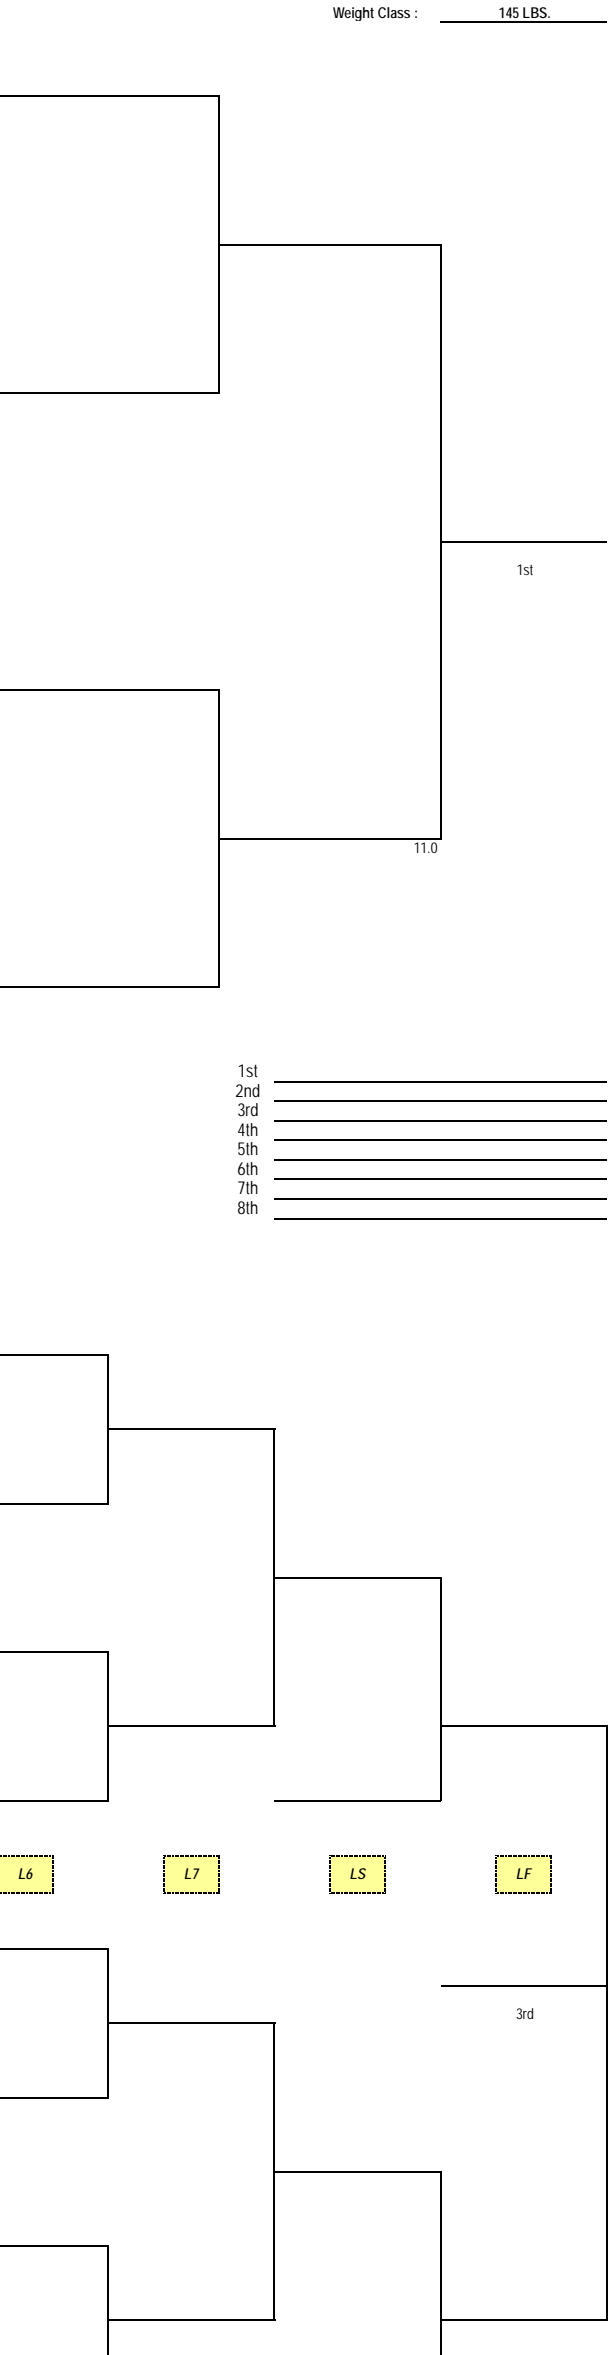 Weight Class : 145 LBS.
1st
11.0
1st
2nd
3rd
4th
5th
6th
7th
8th
L6 L7 LS LF
3rd